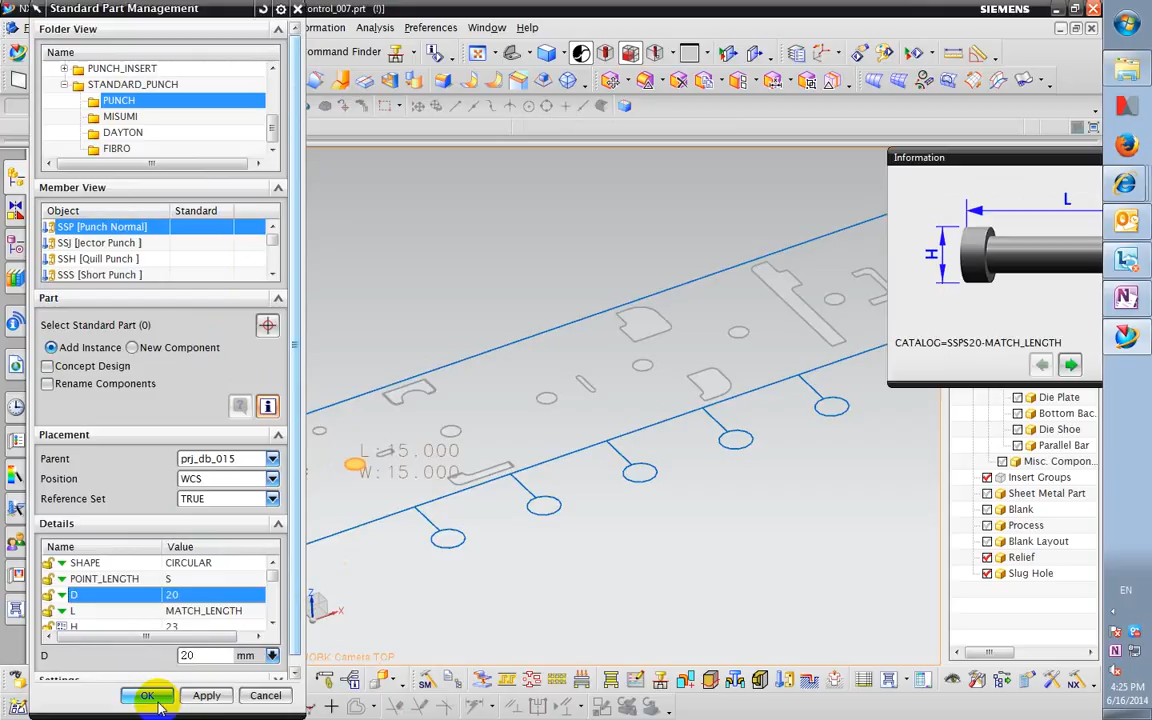 Standard Part Management
ontrol_007.prt (!)]
SIEMENS
Folder View
ormation Analysis Preferences Window Help
Name
ommand Finder
PUNCH_INSERT
STANDARD_PUNCH
PUNCH
MISUMI
DAYTON
FIBRO
Member View
Information
Object Standard
SSP [Punch Normal]
SSJ [Jector Punch ]
SSH [Quill Punch ]
SSS [Short Punch ]
L
H
Part
Select Standard Part (0)
Add Instance New Component
CATALOG=SSPS20-MATCH_LENGTH
Concept Design
Rename Components
Die Plate
Bottom Bac..
Die Shoe
Parallel Bar
Misc. Compon...
Insert Groups
Sheet Metal Part
Blank
Process
Blank Layout
Relief
Slug Hole
Placement
Parent prj_db_015
Position WCS
Reference Set TRUE
L:15.000
W:15.000
Details
Name Value
SHAPE CIRCULAR
POINT_LENGTH S
D 20
L MATCH_LENGTH
H 23
D 20 mm
Settings
OK Apply Cancel
Z
X
WORK Camera TOP
EN
4:25 PM
6/16/2014